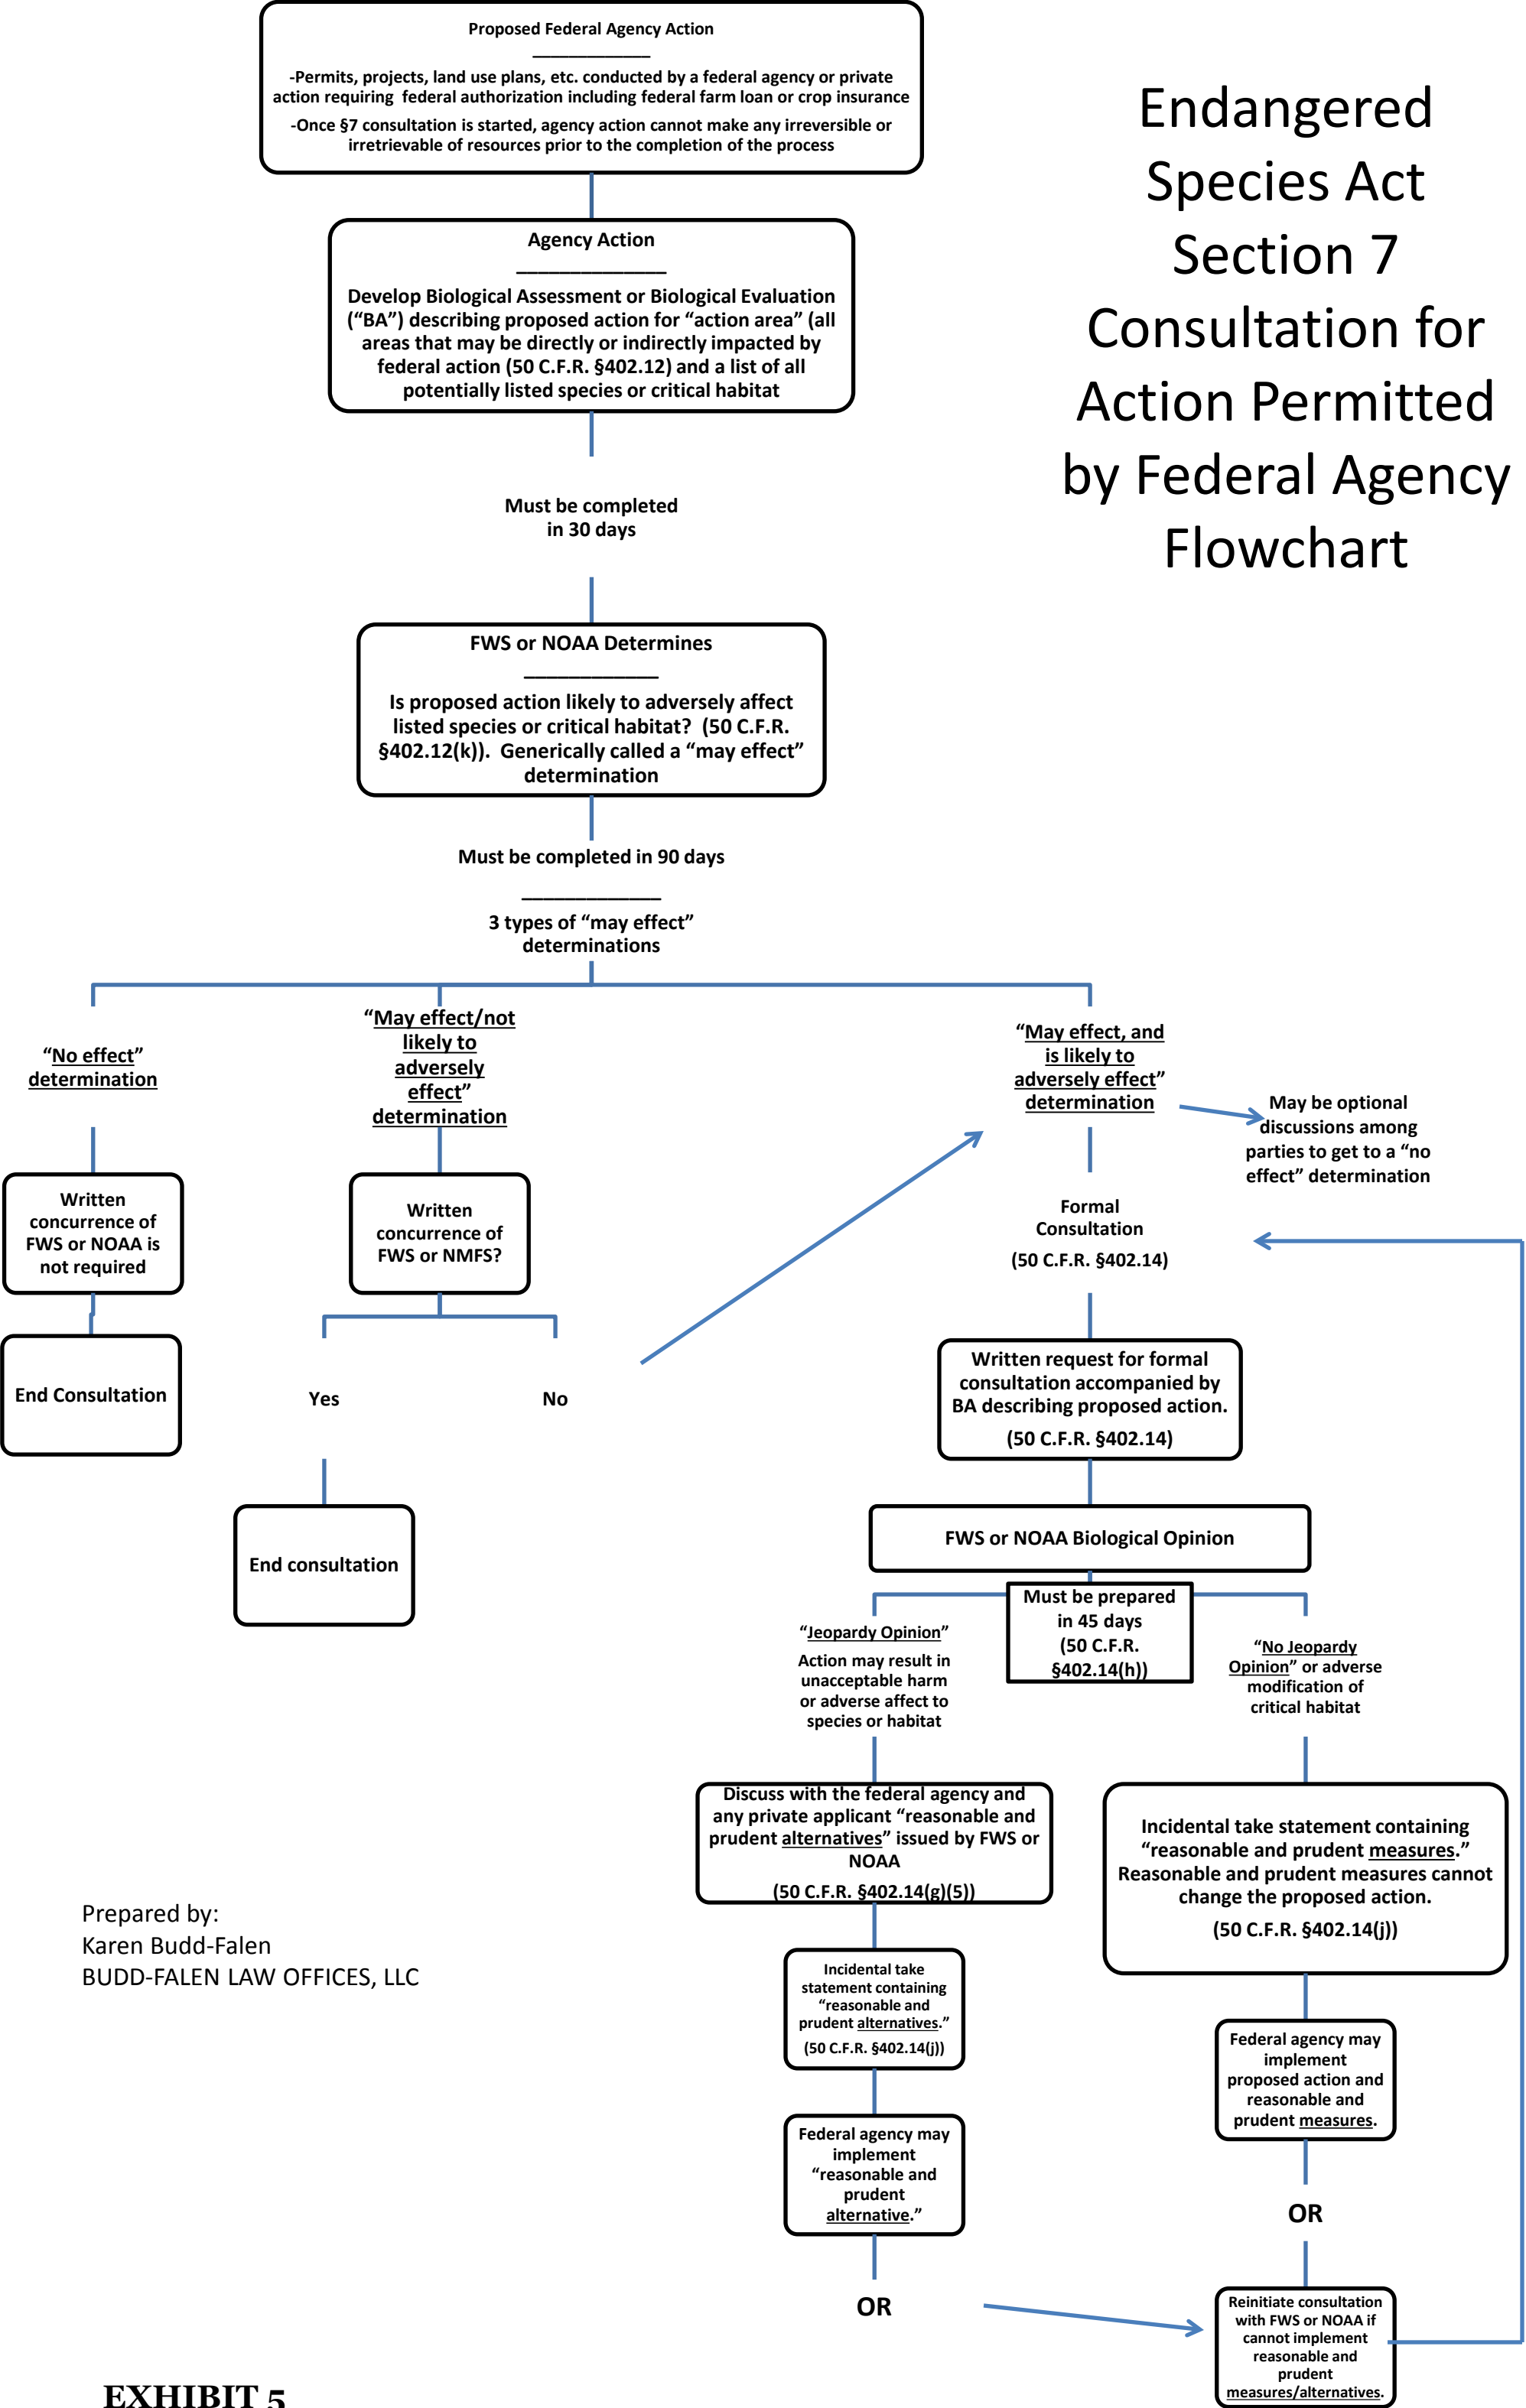 Proposed Federal Agency Action
-Permits, projects, land use plans, etc. conducted by a federal agency or private
action requiring federal authorization including federal farm loan or crop insurance
-Once §7 consultation is started, agency action cannot make any irreversible or
irretrievable of resources prior to the completion of the process
Endangered
Species Act
Section 7
Consultation for
Action Permitted
by Federal Agency
Flowchart
Agency Action
Develop Biological Assessment or Biological Evaluation
(“BA”) describing proposed action for “action area” (all
areas that may be directly or indirectly impacted by
federal action (50 C.F.R. §402.12) and a list of all
potentially listed species or critical habitat
Must be completed
in 30 days
FWS or NOAA Determines
Is proposed action likely to adversely affect
listed species or critical habitat? (50 C.F.R.
§402.12(k)). Generically called a “may effect”
determination
Must be completed in 90 days
3 types of “may effect”
determinations
“No effect”
determination
Written
concurrence of
FWS or NOAA is
not required
End Consultation
“May effect/not
likely to
adversely
effect”
determination
Written
concurrence of
FWS or NMFS?
Yes
No
End consultation
“May effect, and
is likely to
adversely effect”
determination
May be optional
discussions among
parties to get to a “no
effect” determination
Formal
Consultation
(50 C.F.R. §402.14)
Written request for formal
consultation accompanied by
BA describing proposed action.
(50 C.F.R. §402.14)
FWS or NOAA Biological Opinion
Must be prepared
in 45 days
(50 C.F.R.
§402.14(h))
“Jeopardy Opinion”
Action may result in
unacceptable harm
or adverse affect to
species or habitat
“No Jeopardy
Opinion” or adverse
modification of
critical habitat
Discuss with the federal agency and
any private applicant “reasonable and
prudent alternatives” issued by FWS or
NOAA
(50 C.F.R. §402.14(g)(5))
Incidental take statement containing
“reasonable and prudent measures.”
Reasonable and prudent measures cannot
change the proposed action.
(50 C.F.R. §402.14(j))
Incidental take
statement containing
“reasonable and
prudent alternatives.”
(50 C.F.R. §402.14(j))
Federal agency may
implement
proposed action and
reasonable and
prudent measures.
Federal agency may
implement
“reasonable and
prudent
alternative.”
OR
OR
Reinitiate consultation
with FWS or NOAA if
cannot implement
reasonable and
prudent
measures/alternatives.
Prepared by:
Karen Budd-Falen
BUDD-FALEN LAW OFFICES, LLC
EXHIBIT 5